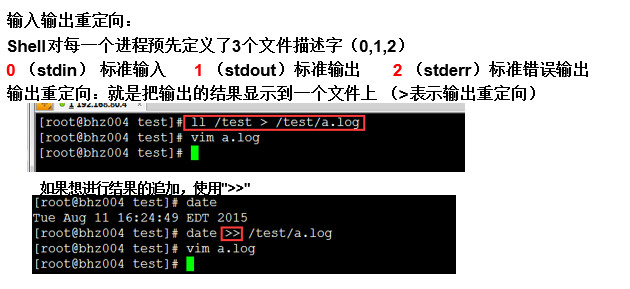 输入输出重定向：
Shell对每一个进程预先定义了3个文件描述字（0,1,2）
0 （stdin） 标准输入 1 （stdout）标准输出 2 （stderr）标准错误输出
输出重定向：就是把输出的结果显示到一个文件上 （>表示输出重定向）
1 192.168.80.4
[root@bhz004 test]# ll /test > /test/a.log
[root@bhz004 test]# vim a.log
[root@bhz004 test]#
如果想进行结果的追加，使用">>"
[root@bhz004 test]# date
Tue Aug 11 16:24:49 EDT 2015
[root@bhz004 test]# date >> /test/a.log
[root@bhz004 test]# vim a.log
[root@bhz004 test]#